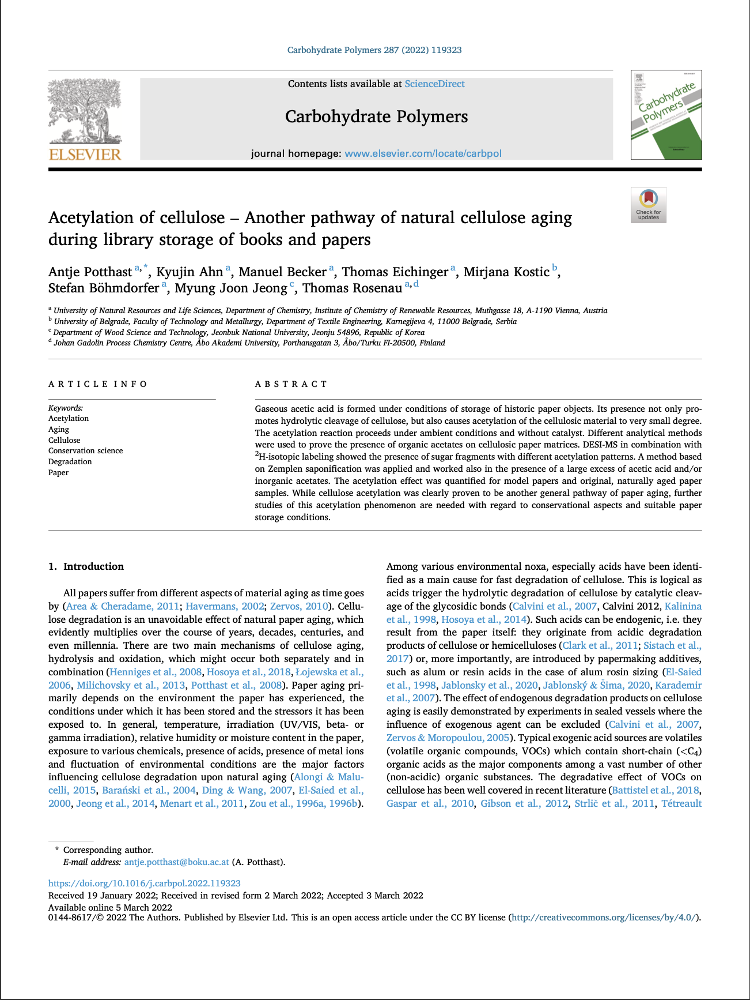 Carbohydrate Polymers 287 (2022) 119323
Contents lists available at ScienceDirect
Carbohydrate Polymers
journal homepage: www.elsevier.com/locate/carbpol
ELSEVIER
Carbohydrate
Polymers
Check for
updates
Acetylation of cellulose – Another pathway of natural cellulose aging
during library storage of books and papers
Antje Potthast a,*, Kyujin Ahn a, Manuel Becker a, Thomas Eichinger a, Mirjana Kostic b,
Stefan Böhmdorfer a, Myung Joon Jeong c, Thomas Rosenau a,d
a University of Natural Resources and Life Sciences, Department of Chemistry, Institute of Chemistry of Renewable Resources, Muthgasse 18, A-1190 Vienna, Austria
b University of Belgrade, Faculty of Technology and Metallurgy, Department of Textile Engineering, Karnegijeva 4, 11000 Belgrade, Serbia
c Department of Wood Science and Technology, Jeonbuk National University, Jeonju 54896, Republic of Korea
d Johan Gadolin Process Chemistry Centre, Åbo Akademi University, Porthansgatan 3, Åbo/Turku FI-20500, Finland
ARTICLE INFO
Keywords:
Acetylation
Aging
Cellulose
Conservation science
Degradation
Paper
ABSTRACT
Gaseous acetic acid is formed under conditions of storage of historic paper objects. Its presence not only pro-
motes hydrolytic cleavage of cellulose, but also causes acetylation of the cellulosic material to very small degree.
The acetylation reaction proceeds under ambient conditions and without catalyst. Different analytical methods
were used to prove the presence of organic acetates on cellulosic paper matrices. DESI-MS in combination with
2H-isotopic labeling showed the presence of sugar fragments with different acetylation patterns. A method based
on Zemplen saponification was applied and worked also in the presence of a large excess of acetic acid and/or
inorganic acetates. The acetylation effect was quantified for model papers and original, naturally aged paper
samples. While cellulose acetylation was clearly proven to be another general pathway of paper aging, further
studies of this acetylation phenomenon are needed with regard to conservational aspects and suitable paper
storage conditions.
1. Introduction
All papers suffer from different aspects of material aging as time goes
by (Area & Cheradame, 2011; Havermans, 2002; Zervos, 2010). Cellu-
lose degradation is an unavoidable effect of natural paper aging, which
evidently multiplies over the course of years, decades, centuries, and
even millennia. There are two main mechanisms of cellulose aging,
hydrolysis and oxidation, which might occur both separately and in
combination (Henniges et al., 2008, Hosoya et al., 2018, Łojewska et al.,
2006, Milichovsky et al., 2013, Potthast et al., 2008). Paper aging pri-
marily depends on the environment the paper has experienced, the
conditions under which it has been stored and the stressors it has been
exposed to. In general, temperature, irradiation (UV/VIS, beta- or
gamma irradiation), relative humidity or moisture content in the paper,
exposure to various chemicals, presence of acids, presence of metal ions
and fluctuation of environmental conditions are the major factors
influencing cellulose degradation upon natural aging (Alongi & Malu-
celli, 2015, Barański et al., 2004, Ding & Wang, 2007, El-Saied et al.,
2000, Jeong et al., 2014, Menart et al., 2011, Zou et al., 1996a, 1996b).
Among various environmental noxa, especially acids have been identi-
fied as a main cause for fast degradation of cellulose. This is logical as
acids trigger the hydrolytic degradation of cellulose by catalytic cleav-
age of the glycosidic bonds (Calvini et al., 2007, Calvini 2012, Kalinina
et al., 1998, Hosoya et al., 2014). Such acids can be endogenic, i.e. they
result from the paper itself: they originate from acidic degradation
products of cellulose or hemicelluloses (Clark et al., 2011; Sistach et al.,
2017) or, more importantly, are introduced by papermaking additives,
such as alum or resin acids in the case of alum rosin sizing (El-Saied
et al., 1998, Jablonsky et al., 2020, Jablonský & Šima, 2020, Karademir
et al., 2007). The effect of endogenous degradation products on cellulose
aging is easily demonstrated by experiments in sealed vessels where the
influence of exogenous agent can be excluded (Calvini et al., 2007,
Zervos & Moropoulou, 2005). Typical exogenic acid sources are volatiles
(volatile organic compounds, VOCs) which contain short-chain (<C4)
organic acids as the major components among a vast number of other
(non-acidic) organic substances. The degradative effect of VOCs on
cellulose has been well covered in recent literature (Battistel et al., 2018,
Gaspar et al., 2010, Gibson et al., 2012, Strlič et al., 2011, Tétreault
* Corresponding author.
E-mail address: antje.potthast@boku.ac.at (A. Potthast).
https://doi.org/10.1016/j.carbpol.2022.119323
Received 19 January 2022; Received in revised form 2 March 2022; Accepted 3 March 2022
Available online 5 March 2022
0144-8617/© 2022 The Authors. Published by Elsevier Ltd. This is an open access article under the CC BY license (http://creativecommons.org/licenses/by/4.0/).